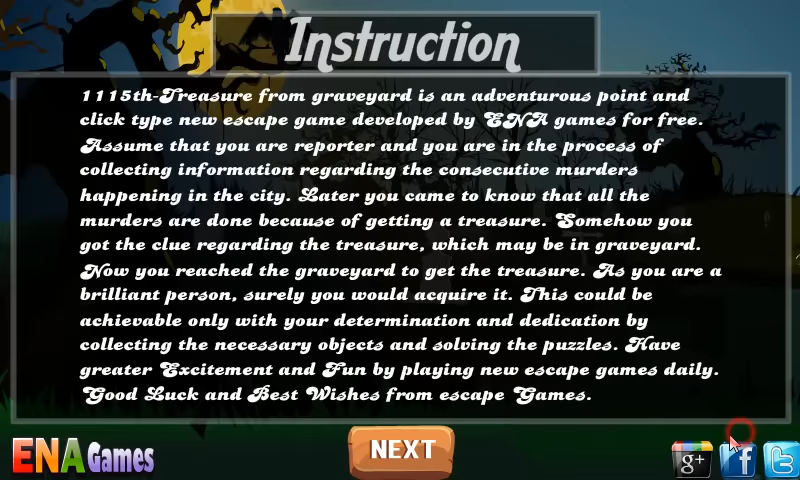 Instruction
1115th-Treasure from graveyard is an adventurous point and
click type new escape game developed by ENA games for free.
Assume that you are reporter and you are in the process of
collecting information regarding the consecutive murders
happening in the city. Later you came to know that all the
murders are done because of getting a treasure. Somehow you
got the clue regarding the treasure, which may be in graveyard.
Now you reached the graveyard to get the treasure. As you are a
brilliant person, surely you would acquire it. This could be
achievable only with your determination and dedication by
collecting the necessary objects and solving the puzzles. Have
greater Excitement and Fun by playing new escape games daily.
Good Luck and Best Wishes from escape Games.
ENA Games
NEXT
g+ f t